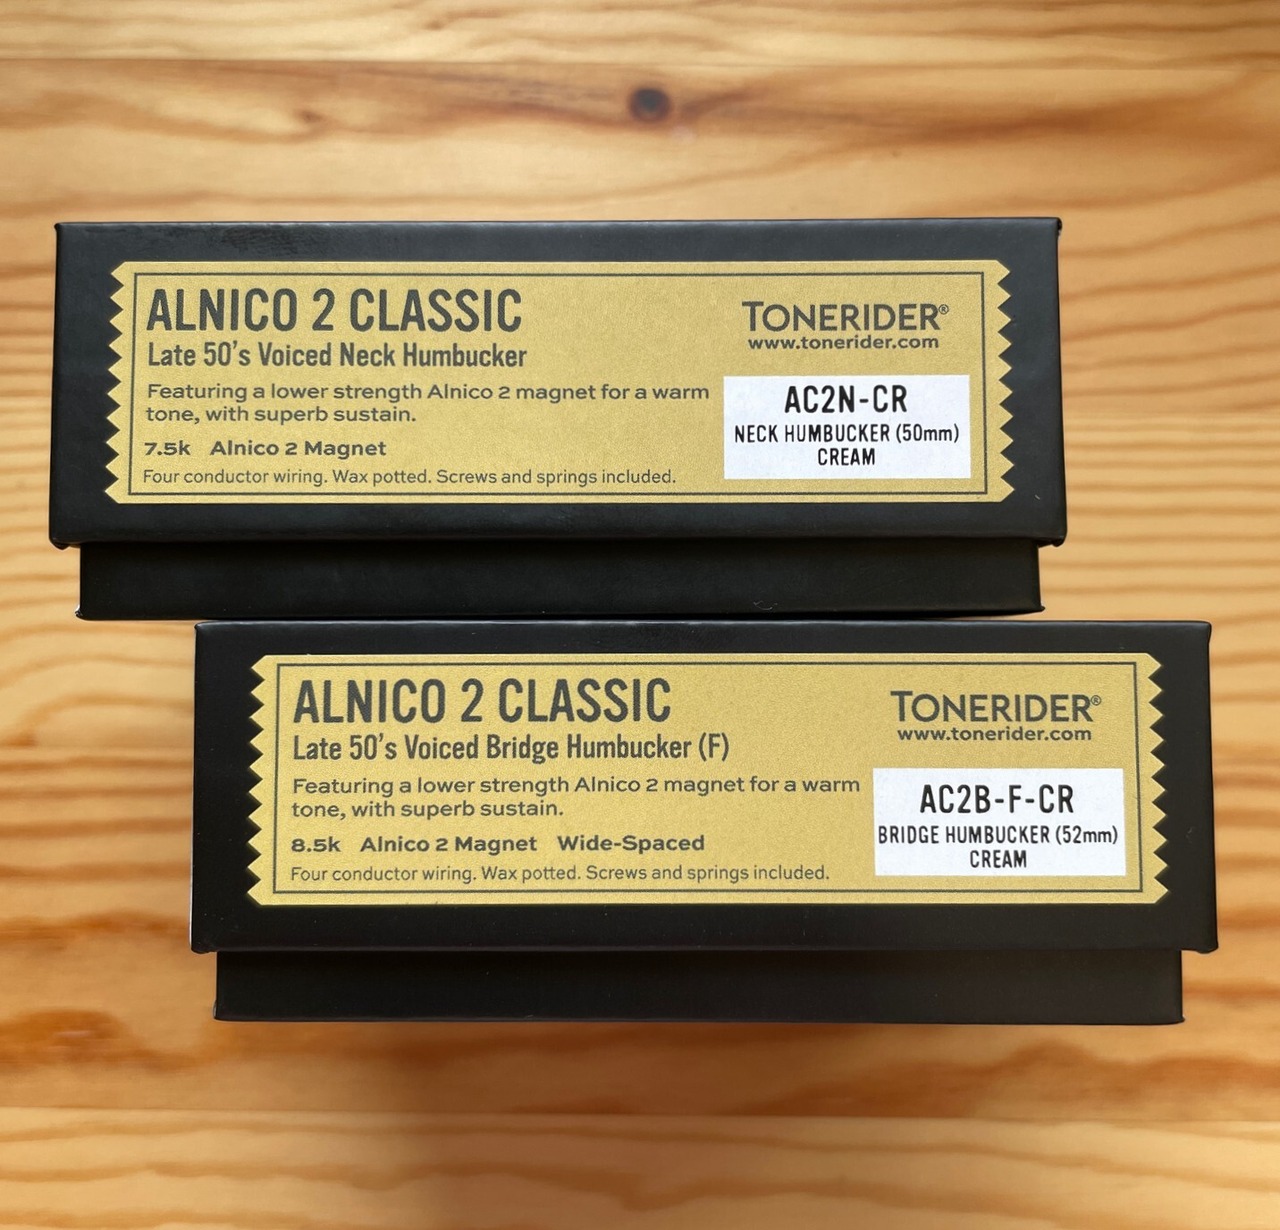 ALNICO 2 CLASSIC
Late 50's Voiced Neck Humbucker
Featuring a lower strength Alnico 2 magnet for a warm
tone, with superb sustain.
7.5k Alnico 2 Magnet
Four conductor wiring. Wax potted. Screws and springs included.
TONERIDER®
www.tonerider.com
AC2N-CR
NECK HUMBUCKER (50mm)
CREAM
ALNICO 2 CLASSIC
Late 50's Voiced Bridge Humbucker (F)
Featuring a lower strength Alnico 2 magnet for a warm
tone, with superb sustain.
8.5k Alnico 2 Magnet Wide-Spaced
Four conductor wiring. Wax potted. Screws and springs included.
TONERIDER®
www.tonerider.com
AC2B-F-CR
BRIDGE HUMBUCKER (52mm)
CREAM